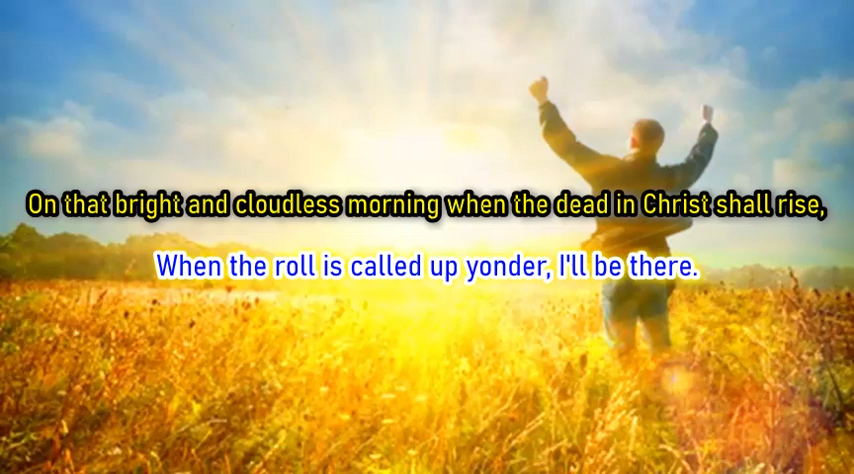 On that bright and cloudless morning when the dead in Christ shall rise,
When the roll is called up yonder, I'll be there.